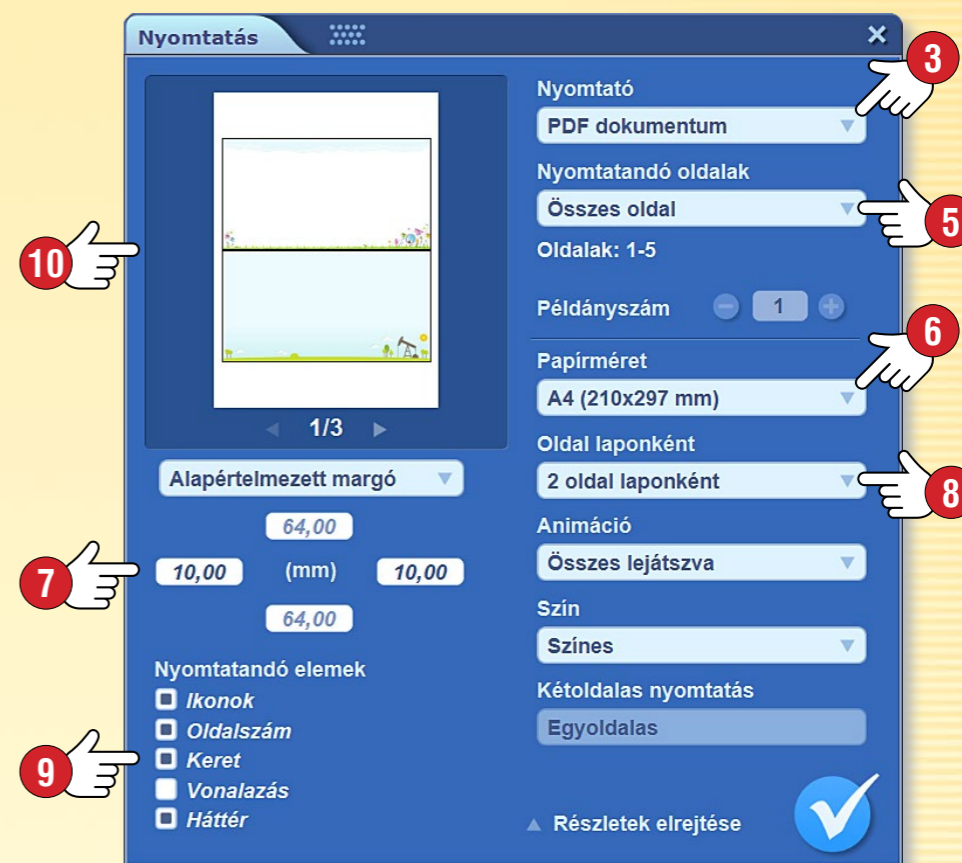 Nyomtatás
3
Nyomtató
PDF dokumentum
Nyomtatandó oldalak
Összes oldal
5
Oldalak: 1-5
Példányszám 1
6
Papírméret
A4 (210x297 mm)
Oldal laponként
2 oldal laponként
8
Animáció
Összes lejátszva
Szín
Színes
Kétoldalas nyomtatás
Egyoldalas
Részletek elrejtése
10
1/3
Alapértelmezett margó
64,00
7
10,00 (mm) 10,00
64,00
Nyomtatandó elemek
Ikonok
Oldalszám
9
Keret
Vonalazás
Háttér